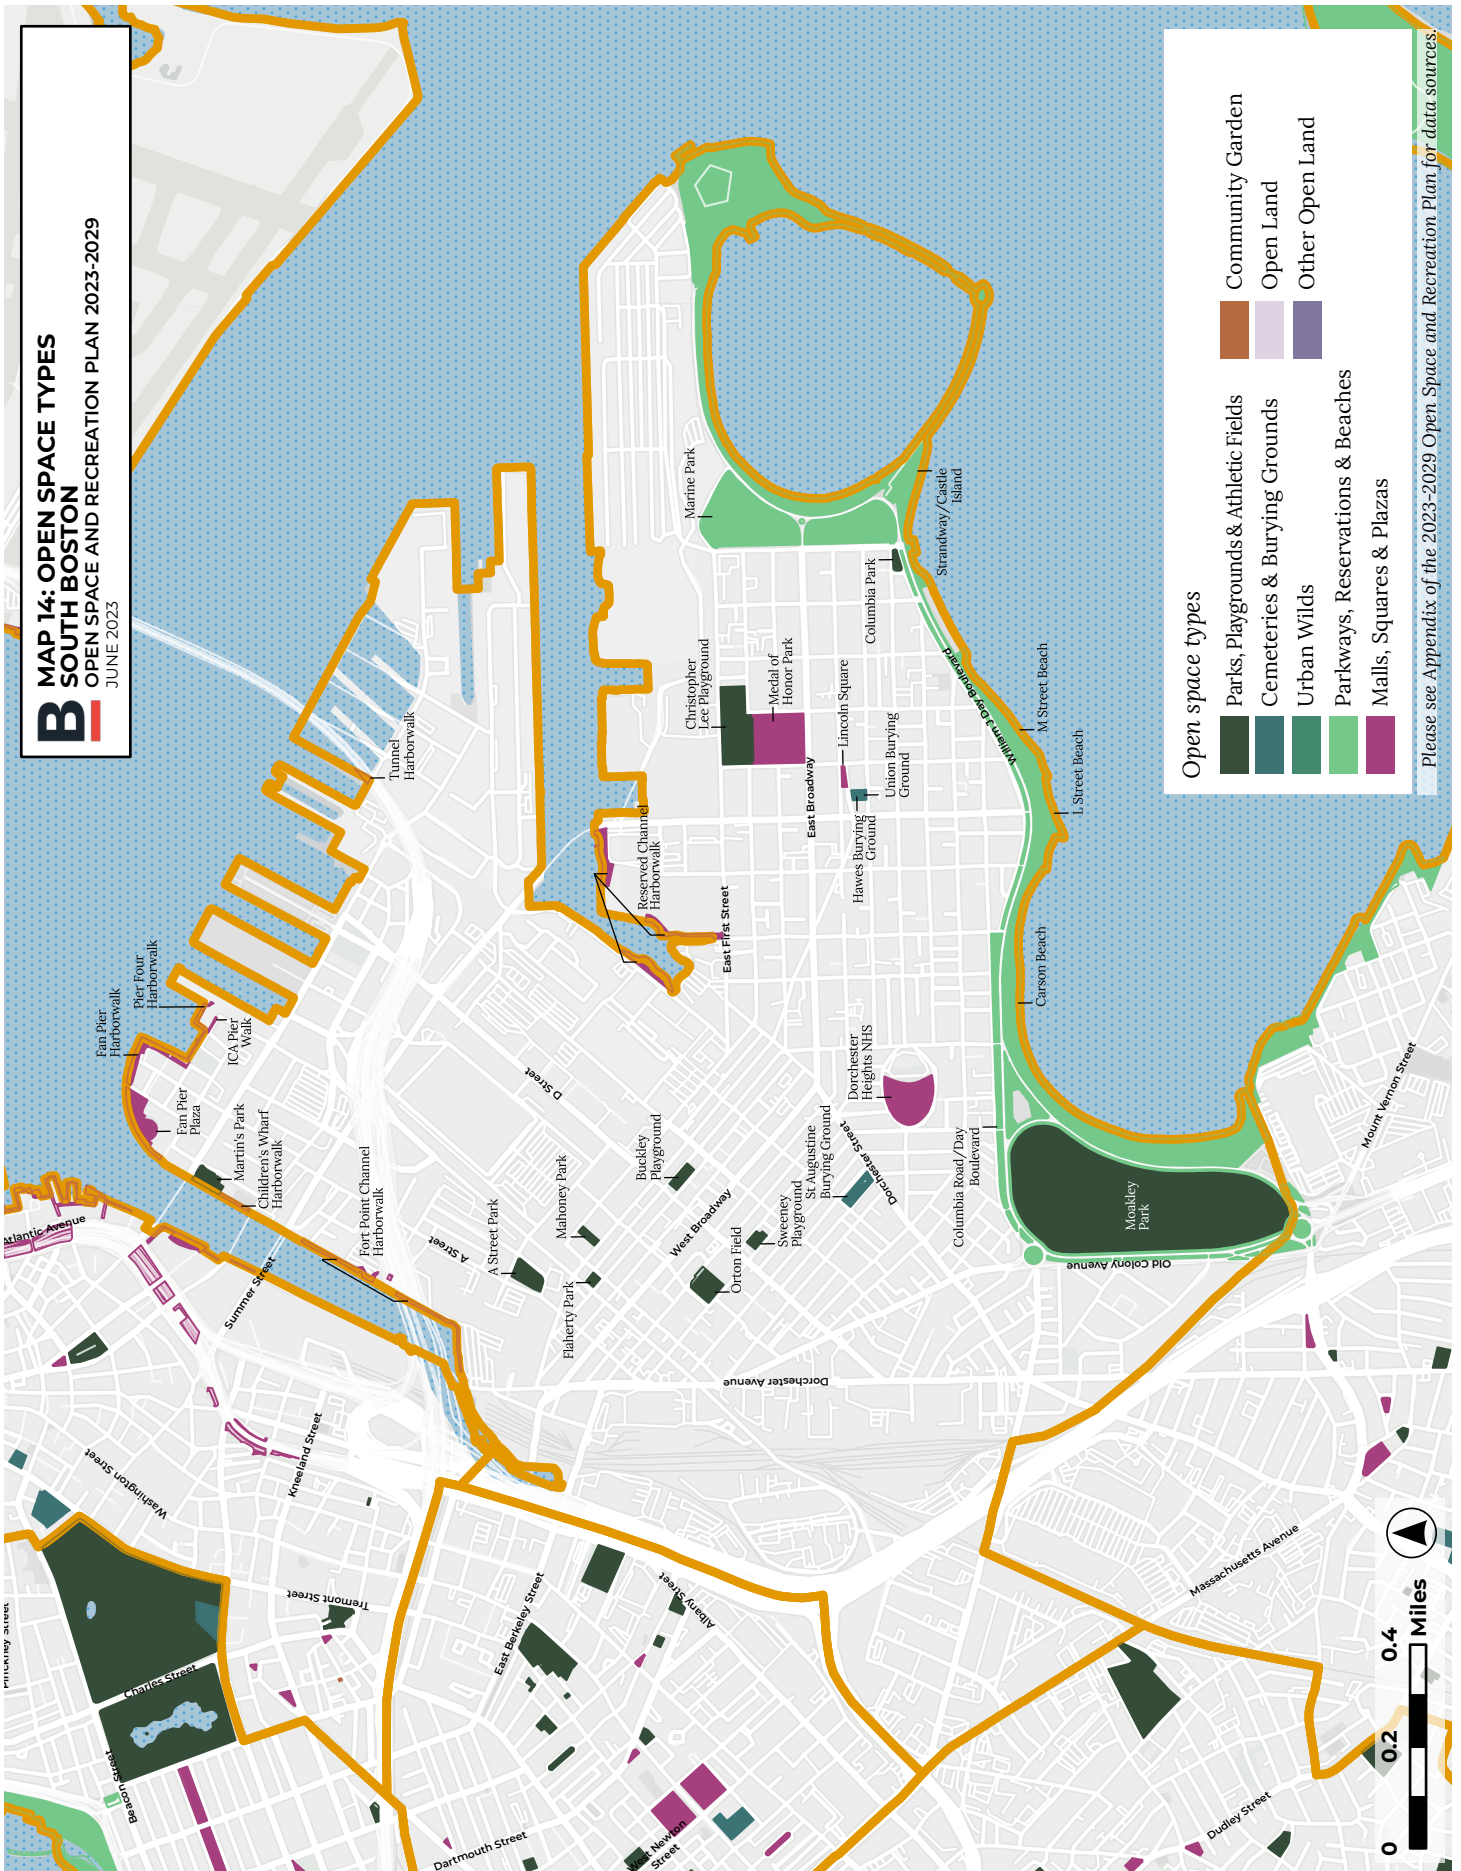 B
MAP 14: OPEN SPACE TYPES
SOUTH BOSTON
OPEN SPACE AND RECREATION PLAN 2023-2029
JUNE 2023
Fan Pier
Harborwalk
Pier Four
Harborwalk
ICA Pier
Walk
Fan Pier
Plaza
Martin's Park
Children's Wharf
Harborwalk
Fort Point Channel
Harborwalk
Tunnel
Harborwalk
Reserved Channel
Harborwalk
Christopher
Lee Playground
Medal of
Honor Park
Marine Park
Strandway/Castle
Island
Columbia Park
Lincoln Square
Union Burying
Ground
Hawes Burying
Ground
M Street Beach
L Street Beach
Carson Beach
William J Day Boulevard
East Broadway
East First Street
Dorchester
Heights NHS
St Augustine
Burying Ground
Dorchester Street
Columbia Road/Day
Boulevard
Moakley
Park
Old Colony Avenue
Buckley
Playground
Mahoney Park
A Street Park
Flaherty Park
Orton Field
Sweeney
Playground
West Broadway
D Street
A Street
Dorchester Avenue
Atlantic Avenue
Summer Street
Kneeland Street
Washington Street
Tremont Street
Charles Street
Beacon Street
Pinckney Street
East Berkeley Street
Albany Street
Dartmouth Street
West Newton
Street
Massachusetts Avenue
Dudley Street
Mount Vernon Street
Open space types
Parks, Playgrounds & Athletic Fields
Cemeteries & Burying Grounds
Urban Wilds
Parkways, Reservations & Beaches
Malls, Squares & Plazas
Community Garden
Open Land
Other Open Land
Please see Appendix of the 2023-2029 Open Space and Recreation Plan for data sources.
0 0.2 0.4
Miles